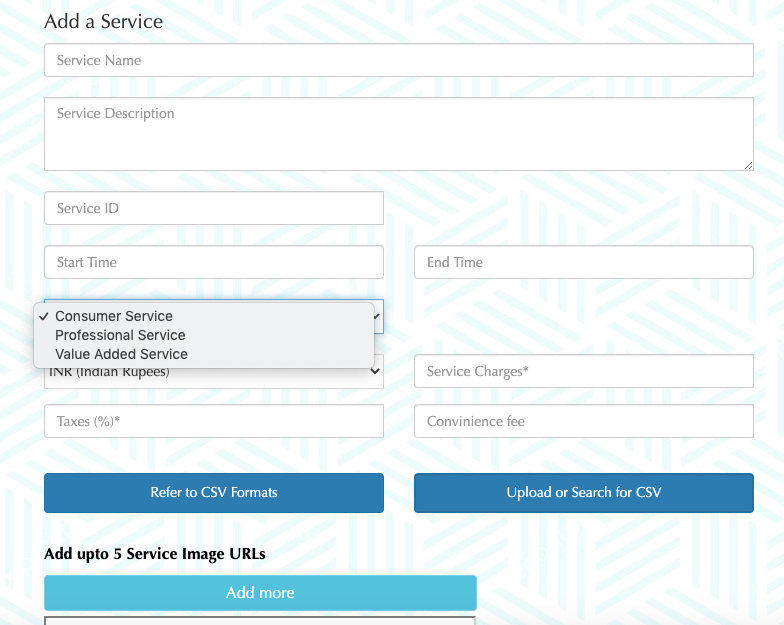 Add a Service
Service Name
Service Description
Service ID
Start Time
End Time
✓ Consumer Service
Professional Service
Value Added Service
INR (Indian Rupees)
Service Charges*
Taxes (%)*
Convinience fee
Refer to CSV Formats
Upload or Search for CSV
Add upto 5 Service Image URLs
Add more